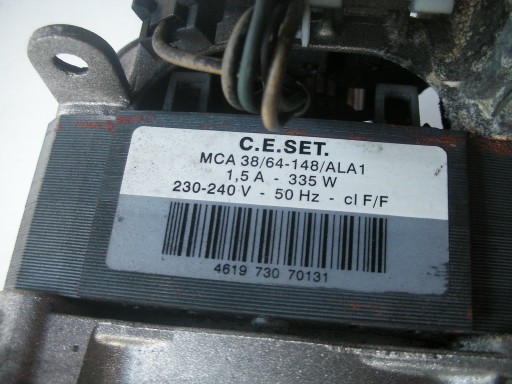 C.E.SET.
MCA 38/64-148/ALA1
1,5 A - 335 W
230-240 V - 50 Hz - cl F/F
4619 730 70131